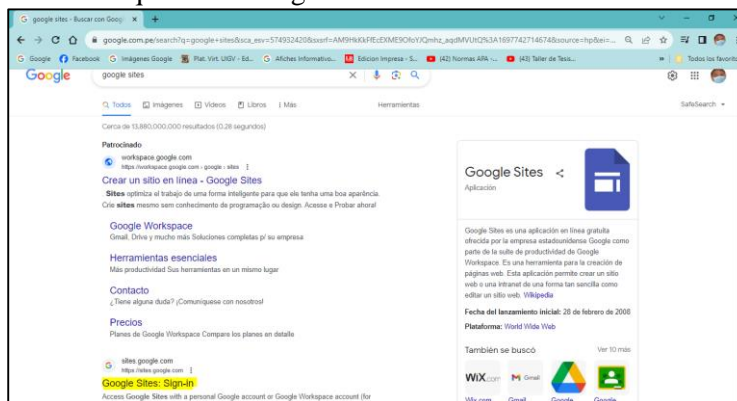 google sites - Buscar con Goog
google.com.pe/search?q=google+sites&sca_esv=574932420&sxsrf=
Google
Facebook
Imágenes Google
Plat. Virt. UIGV - Ed...
Afiches Informativo...
Edicion Impresa - S...
(42) Normas APA -...
(43) Taller de Tesis...
Todos los favoritos
Google
google sites
Todos
Imágenes
Videos
Libros
Más
Herramientas
SafeSearch
Cerca de 13,880,000,000 resultados (0.28 segundos)
Patrocinado
workspace.google.com
https://workspace.google.com › google › sites
Crear un sitio en línea - Google Sites
Sites optimiza el trabajo de uma forme inteligente para que ele tenha uma boa aparência.
Crie sites mesmo sem conhecimento de programação ou design. Acesse e Probar ahora!
Google Workspace
Gmail, Drive y mucho más Soluciones completas p/ su empresa
Herramientas esenciales
Más productividad Sus herramientas en un mismo lugar
Contacto
¿Tiene alguna duda? ¡Comuníquese con nosotros!
Precios
Planes de Google Workspace Compare los planes en detalle
sites.google.com
https://sites.google.com
Google Sites: Sign-in
Access Google Sites with a personal Google account or Google Workspace account (for
Google Sites
Aplicación
Google Sites es una aplicación en línea gratuita
ofrecida por la empresa estadounidense Google como
parte de la suite de productividad de Google
Workspace. Es una herramienta para la creación de
páginas web. Esta aplicación permite crear un sitio
web o una intranet de una forma tan sencilla como
editar un sitio web. Wikipedia
Fecha del lanzamiento inicial: 28 de febrero de 2008
Plataforma: World Wide Web
También se buscó
Ver 10 más
WiX.com
Gmail
Wix.com
Gmail
Google
Google